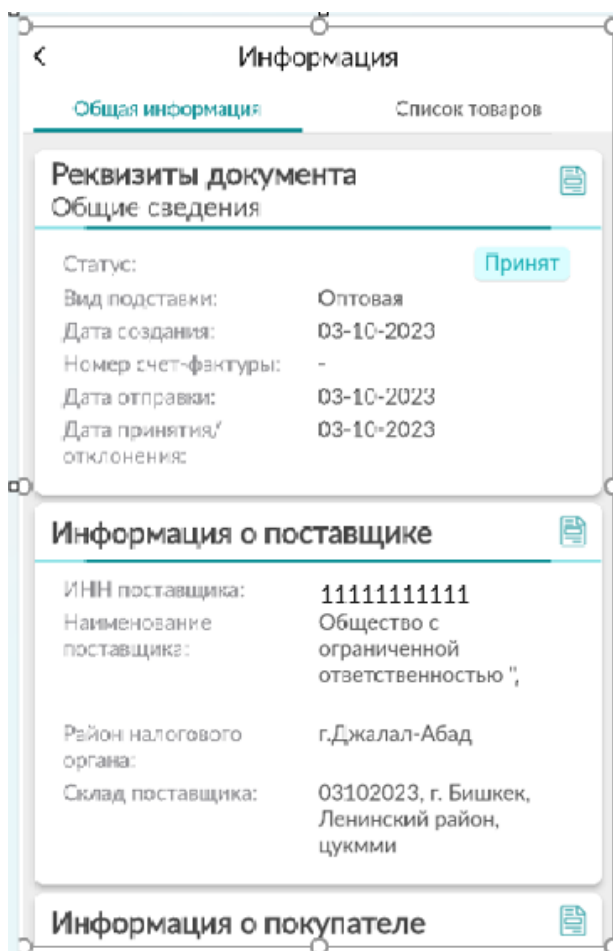 Информация
Общая информация Список товаров
Реквизиты документа
Общие сведения
Статус: Принят
Вид подставки: Оптовая
Дата создания: 03-10-2023
Номер счет-фактуры: -
Дата отправки: 03-10-2023
Дата принятия/ 03-10-2023
отклонения:
Информация о поставщике
ИНН поставщика: 11111111111
Наименование Общество с
поставщика: ограниченной
ответственностью ",
Район налогового г.Джалал-Абад
органа:
Склад поставщика: 03102023, г. Бишкек,
Ленинский район,
цукмми
Информация о покупателе